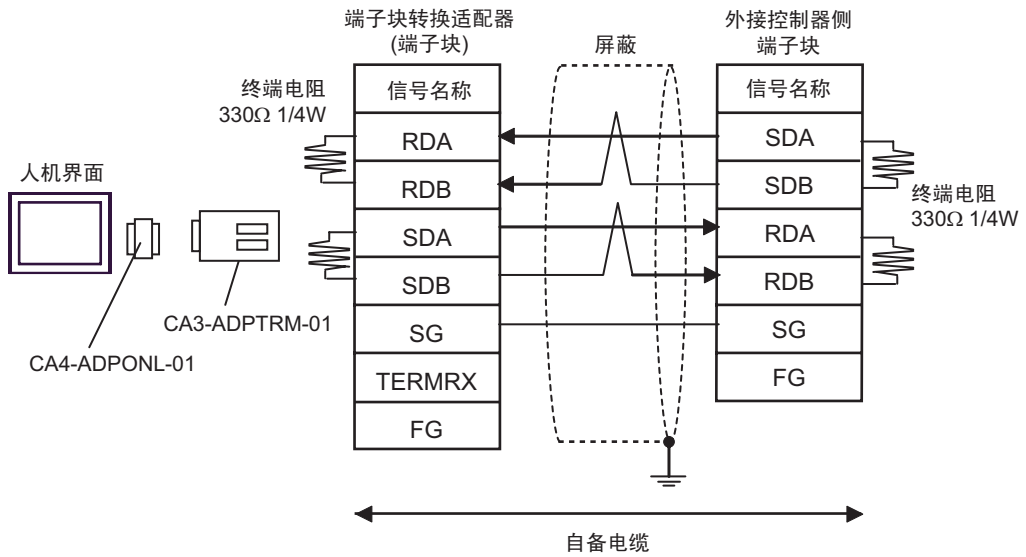 端子块转换适配器
(端子块)
屏蔽
外接控制器侧
端子块
终端电阻
330Ω 1/4W
信号名称
RDA
RDB
SDA
SDB
SG
TERMRX
FG
信号名称
SDA
SDB
RDA
RDB
SG
FG
终端电阻
330Ω 1/4W
人机界面
CA3-ADPTRM-01
CA4-ADPONL-01
自备电缆